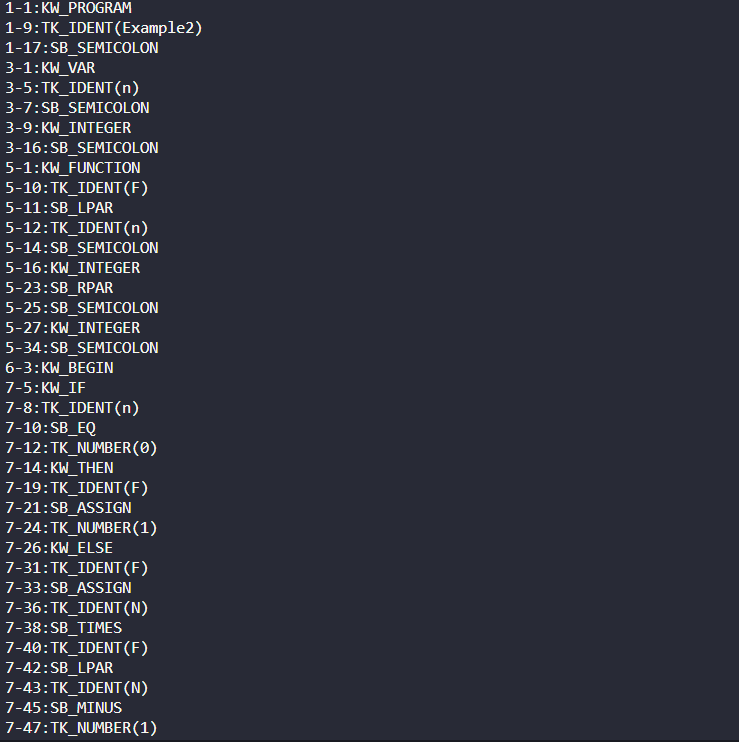 1-1:KW_PROGRAM
1-9:TK_IDENT(Example2)
1-17:SB_SEMICOLON
3-1:KW_VAR
3-5:TK_IDENT(n)
3-7:SB_SEMICOLON
3-9:KW_INTEGER
3-16:SB_SEMICOLON
5-1:KW_FUNCTION
5-10:TK_IDENT(F)
5-11:SB_LPAR
5-12:TK_IDENT(n)
5-14:SB_SEMICOLON
5-16:KW_INTEGER
5-23:SB_RPAR
5-25:SB_SEMICOLON
5-27:KW_INTEGER
5-34:SB_SEMICOLON
6-3:KW_BEGIN
7-5:KW_IF
7-8:TK_IDENT(n)
7-10:SB_EQ
7-12:TK_NUMBER(0)
7-14:KW_THEN
7-19:TK_IDENT(F)
7-21:SB_ASSIGN
7-24:TK_NUMBER(1)
7-26:KW_ELSE
7-31:TK_IDENT(F)
7-33:SB_ASSIGN
7-36:TK_IDENT(N)
7-38:SB_TIMES
7-40:TK_IDENT(F)
7-42:SB_LPAR
7-43:TK_IDENT(N)
7-45:SB_MINUS
7-47:TK_NUMBER(1)